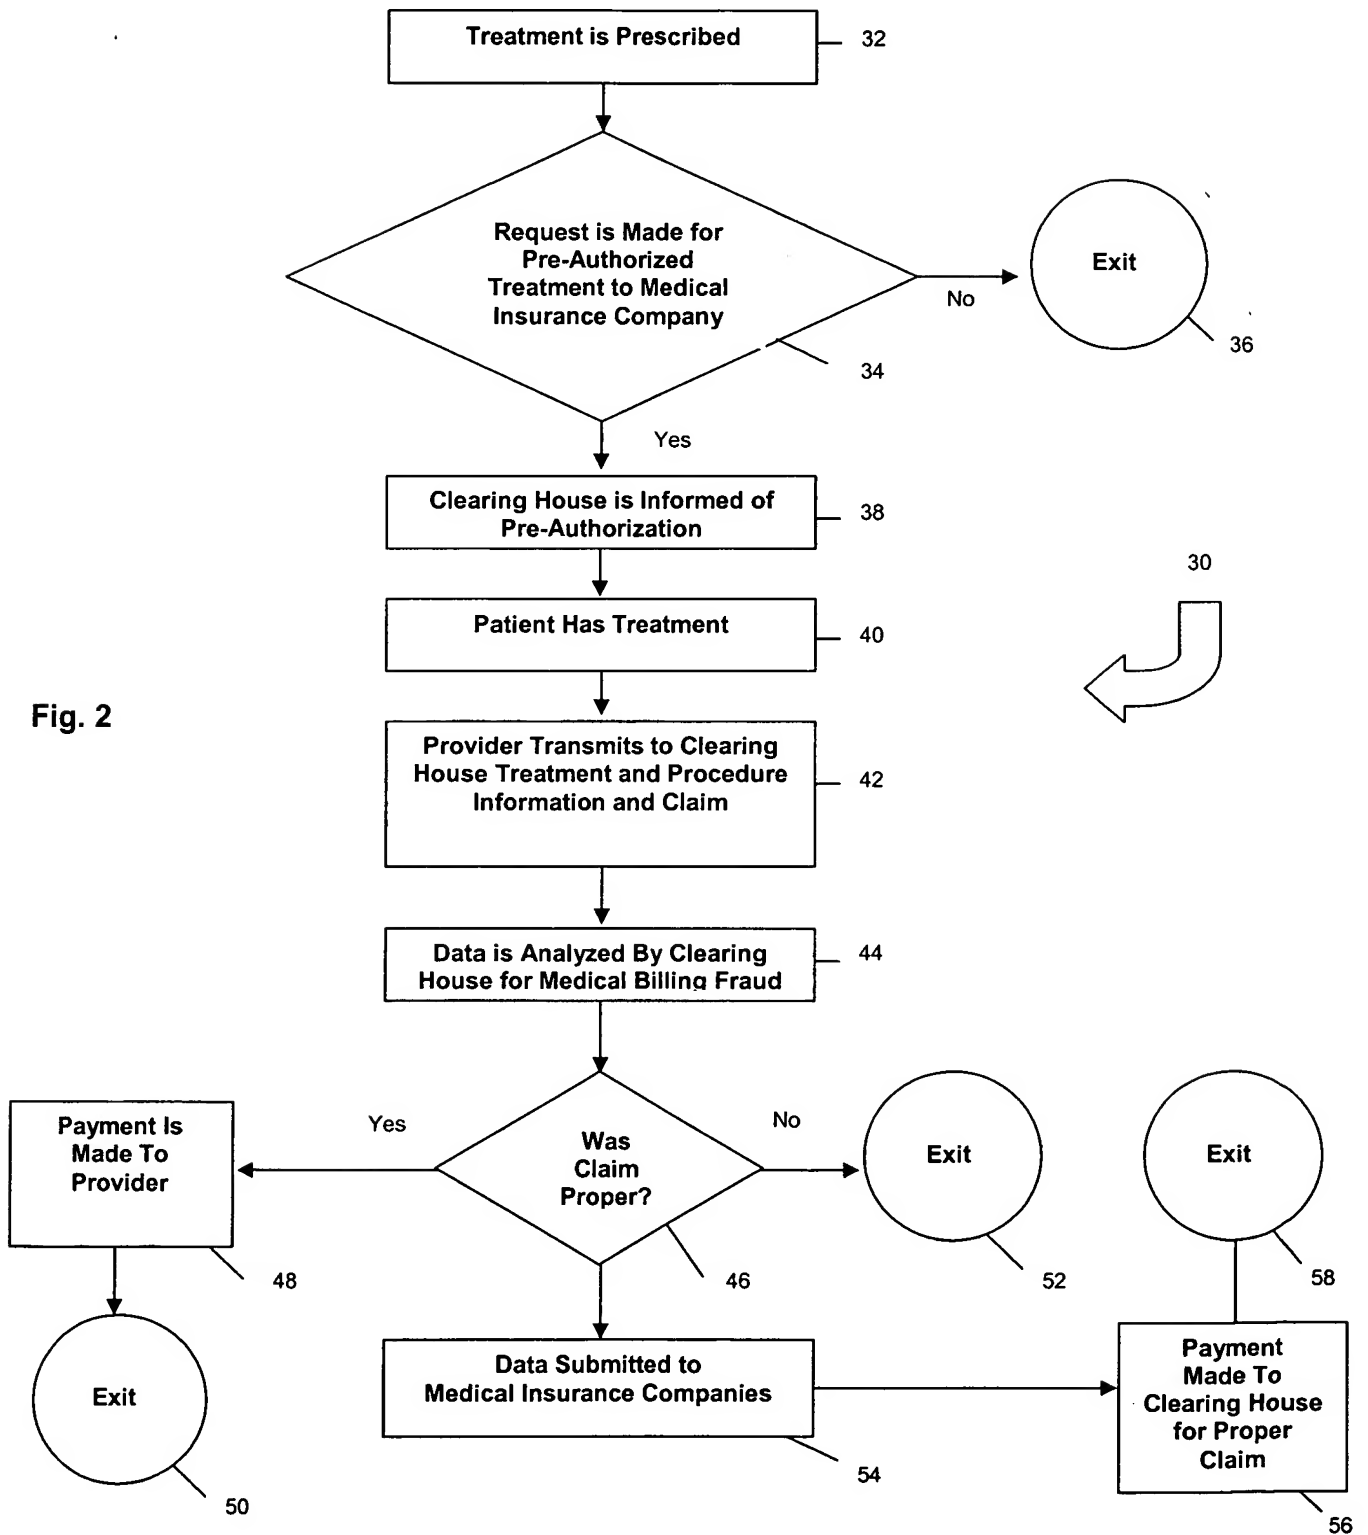 Treatment is Prescribed
32
Request is Made for
Pre-Authorized
Treatment to Medical
Insurance Company
34
No
Exit
36
Yes
Clearing House is Informed of
Pre-Authorization
38
30
Patient Has Treatment
40
Fig. 2
Provider Transmits to Clearing
House Treatment and Procedure
Information and Claim
42
Data is Analyzed By Clearing
House for Medical Billing Fraud
44
Payment Is
Made To
Provider
48
Yes
Was
Claim
Proper?
46
No
Exit
52
Exit
58
Exit
50
Data Submitted to
Medical Insurance Companies
54
Payment
Made To
Clearing House
for Proper
Claim
56